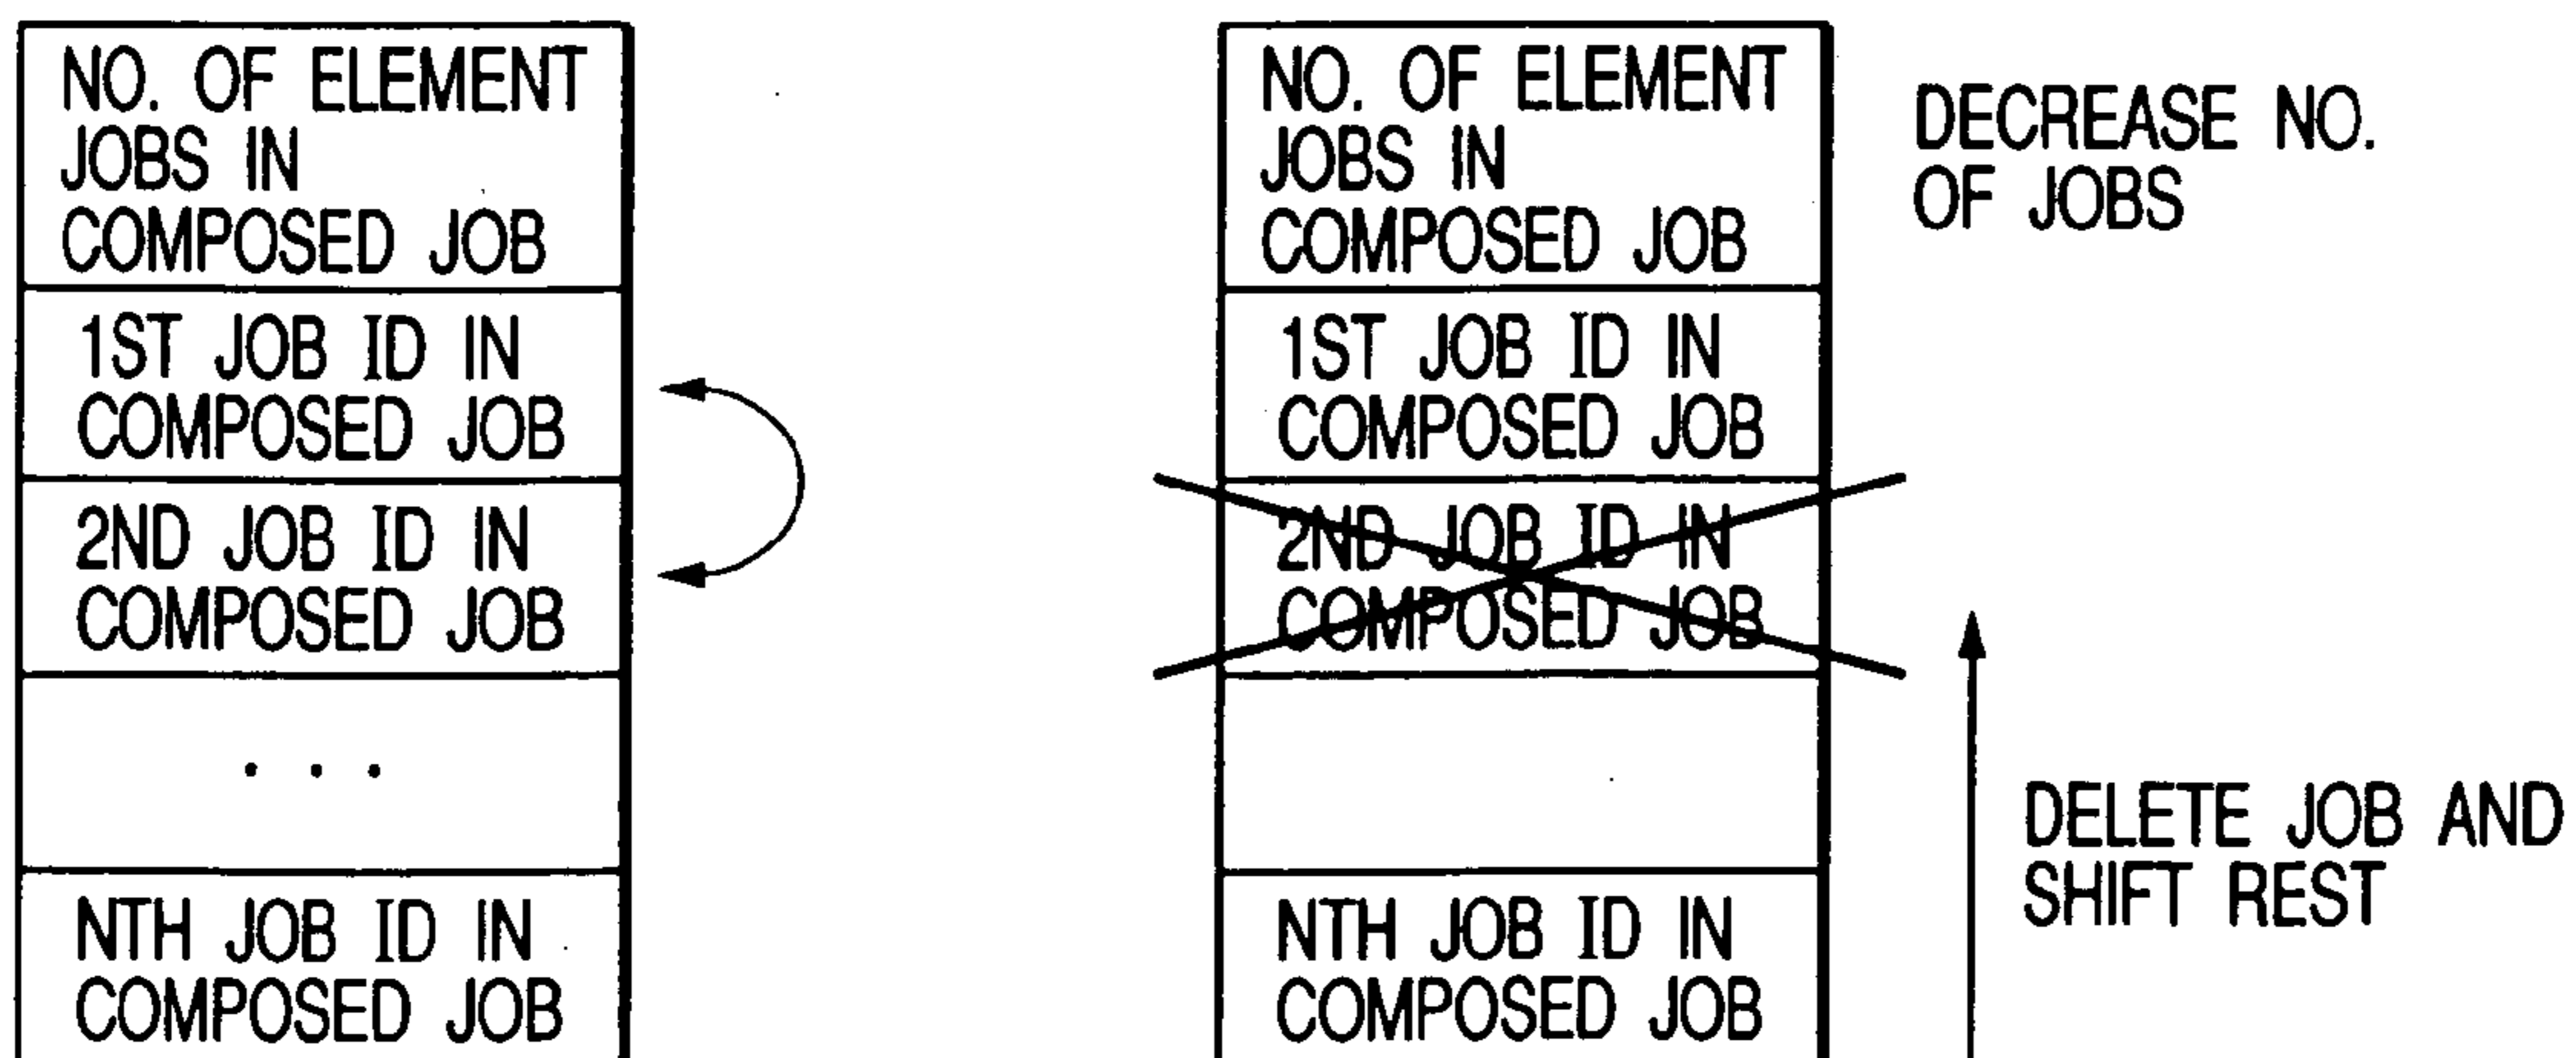 NO. OF ELEMENT
JOBS IN
COMPOSED JOB
1ST JOB ID IN
COMPOSED JOB
2ND JOB ID IN
COMPOSED JOB
. . .
NTH JOB ID IN
COMPOSED JOB
NO. OF ELEMENT
JOBS IN
COMPOSED JOB
1ST JOB ID IN
COMPOSED JOB
2ND JOB ID IN
COMPOSED JOB
NTH JOB ID IN
COMPOSED JOB
DECREASE NO.
OF JOBS
DELETE JOB AND
SHIFT REST